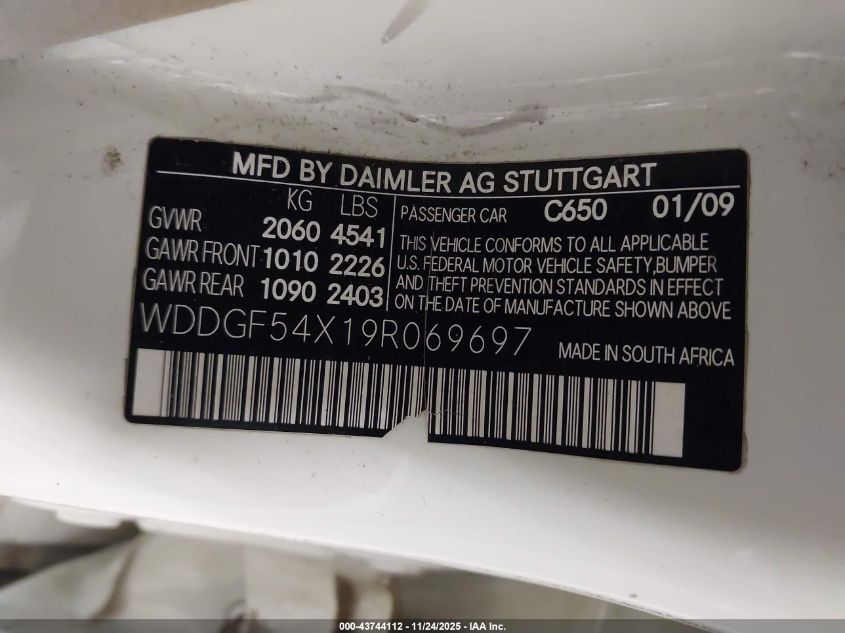 MFD BY DAIMLER AG STUTTGART
KG LBS
GVWR 2060 4541
GAWR FRONT 1010 2226
GAWR REAR 1090 2403
PASSENGER CAR C650 01/09
THIS VEHICLE CONFORMS TO ALL APPLICABLE
U.S. FEDERAL MOTOR VEHICLE SAFETY,BUMPER
AND THEFT PREVENTION STANDARDS IN EFFECT
ON THE DATE OF MANUFACTURE SHOWN ABOVE
WDDGF54X19R069697
MADE IN SOUTH AFRICA
000-43744112 - 11/24/2025 - IAA Inc.